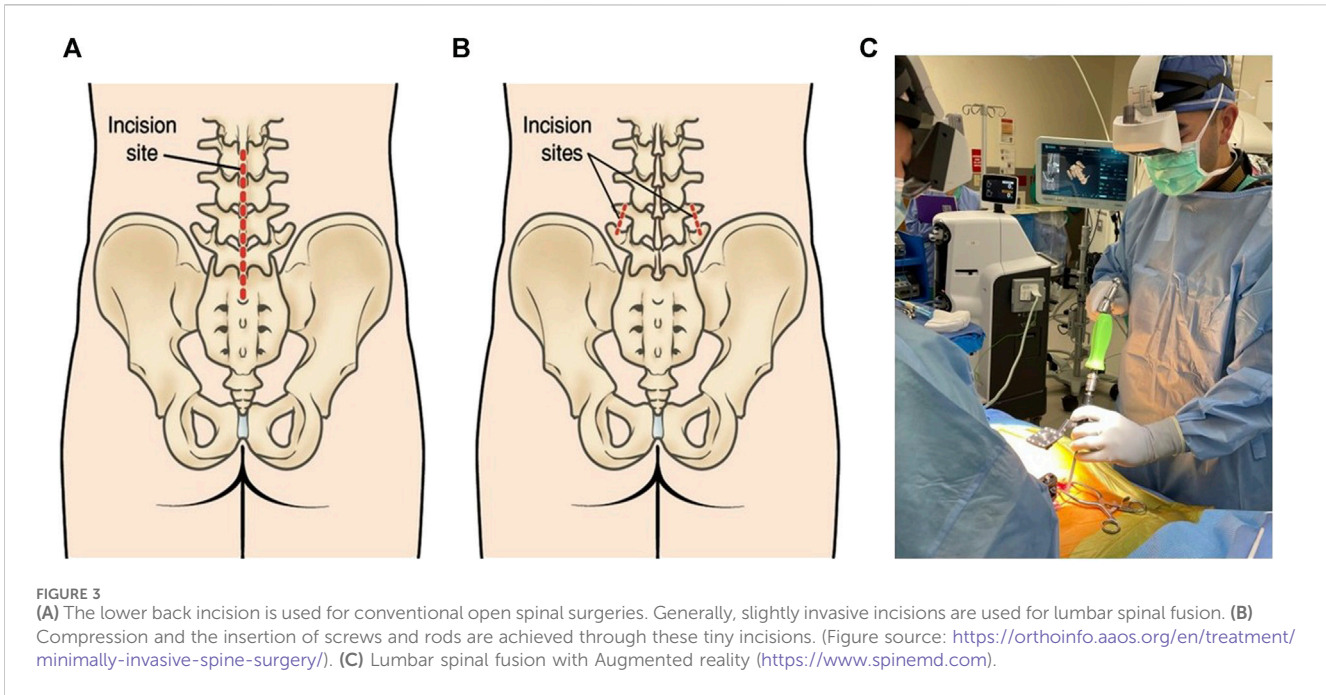 A
B
C
Incision
site
Incision
sites
FIGURE 3
(A) The lower back incision is used for conventional open spinal surgeries. Generally, slightly invasive incisions are used for lumbar spinal fusion. (B)
Compression and the insertion of screws and rods are achieved through these tiny incisions. (Figure source: https://orthoinfo.aaos.org/en/treatment/
minimally-invasive-spine-surgery/). (C) Lumbar spinal fusion with Augmented reality (https://www.spinemd.com).